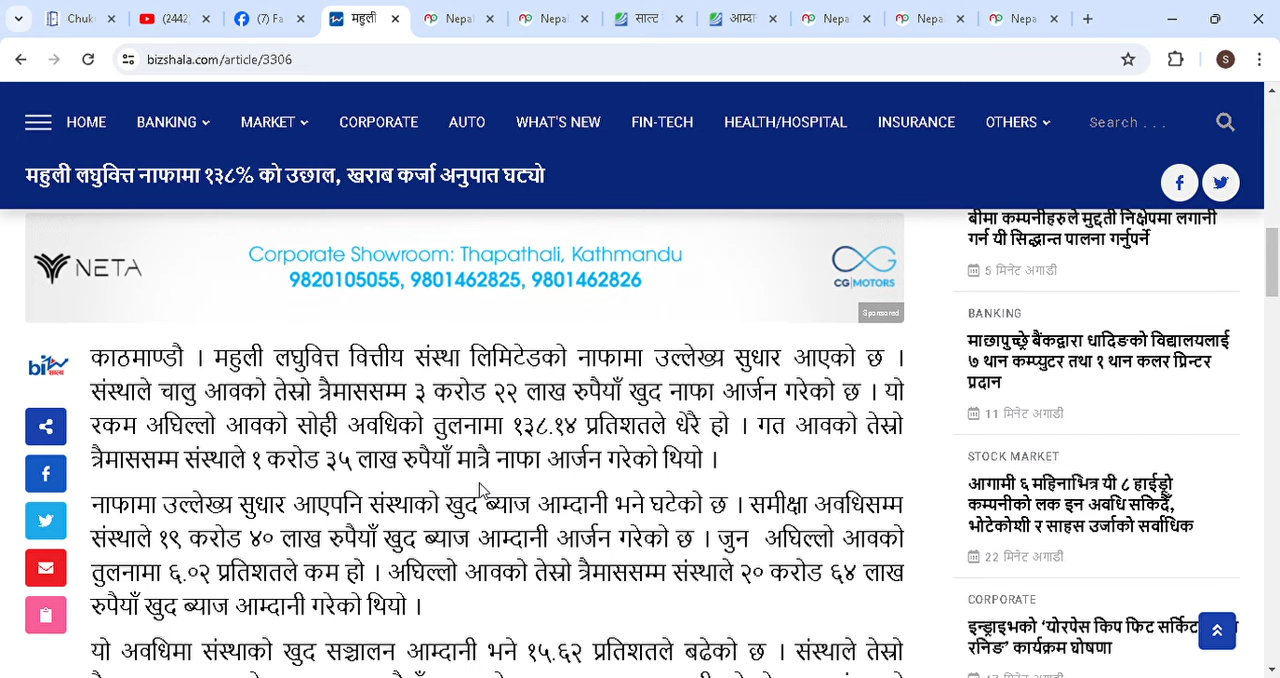 Chuk
(2442
(7) Fa
महुली
Nepal
Nepal
साल्ट
आम्दा
Nepa
Nepa
Nepa
bizshala.com/article/3306
S
HOME BANKING MARKET CORPORATE AUTO WHAT'S NEW FIN-TECH HEALTH/HOSPITAL INSURANCE OTHERS Search . . .
महुली लघुवित्त नाफामा १३८% को उछाल, खराब कर्जा अनुपात घट्यो
NETA
Corporate Showroom: Thapathali, Kathmandu
9820105055, 9801462825, 9801462826
CG|MOTORS
Sponsored
काठमाण्डौ । महुली लघुवित्त वित्तीय संस्था लिमिटेडको नाफामा उल्लेख्य सुधार आएको छ ।
संस्थाले चालु आवको तेस्रो त्रैमाससम्म ३ करोड २२ लाख रुपैयाँ खुद नाफा आर्जन गरेको छ । यो
रकम अघिल्लो आवको सोही अवधिको तुलनामा १३८.१४ प्रतिशतले धेरै हो । गत आवको तेस्रो
त्रैमाससम्म संस्थाले १ करोड ३५ लाख रुपैयाँ मात्रै नाफा आर्जन गरेको थियो ।
नाफामा उल्लेख्य सुधार आएपनि संस्थाको खुद ब्याज आम्दानी भने घटेको छ । समीक्षा अवधिसम्म
संस्थाले १९ करोड ४० लाख रुपैयाँ खुद ब्याज आम्दानी आर्जन गरेको छ । जुन अघिल्लो आवको
तुलनामा ६.०२ प्रतिशतले कम हो । अघिल्लो आवको तेस्रो त्रैमाससम्म संस्थाले २० करोड ६४ लाख
रुपैयाँ खुद ब्याज आम्दानी गरेको थियो ।
यो अवधिमा संस्थाको खुद सञ्चालन आम्दानी भने १५.६२ प्रतिशतले बढेको छ । संस्थाले तेस्रो
बीमा कम्पनीहरुले मुद्दती निक्षेपमा लगानी
गर्न यी सिद्धान्त पालना गर्नुपर्ने
5 मिनेट अगाडी
BANKING
माछापुच्छ्रे बैंकद्वारा धादिङको विद्यालयलाई
७ थान कम्प्युटर तथा १ थान कलर प्रिन्टर
प्रदान
11 मिनेट अगाडी
STOCK MARKET
आगामी ६ महिनाभित्र यी ८ हाईड्रो
कम्पनीको लक इन अवधि सकिदैँ,
भोटेकोशी र साहस उर्जाको सर्वाधिक
22 मिनेट अगाडी
CORPORATE
इन्ड्राइभको ‘योरपेस किप फिट सर्किट
रनिङ’ कार्यक्रम घोषणा